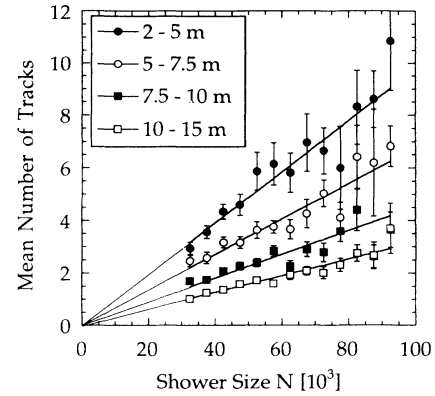 12
10
8
6
4
2
0
Mean Number of Tracks
2 - 5 m
5 - 7.5 m
7.5 - 10 m
10 - 15 m
0 20 40 60 80 100
Shower Size N [10³]